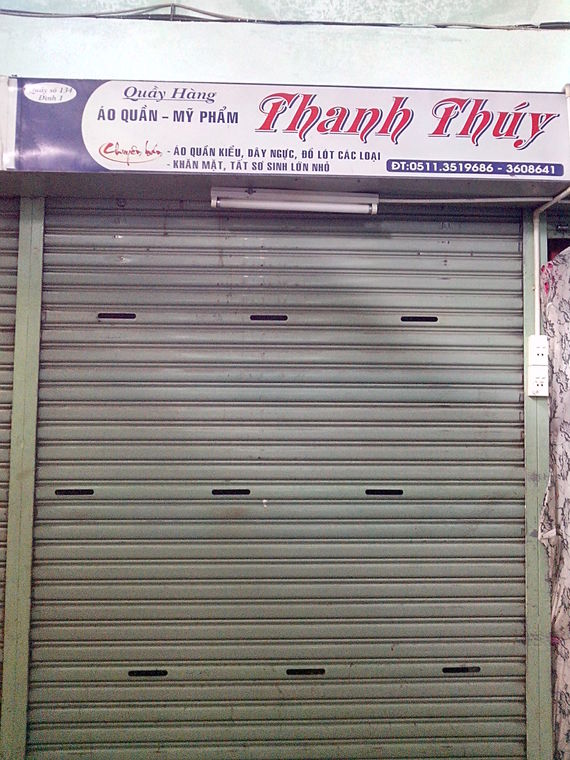 Quầy số 134
Đình 1
Quầy Hàng
ÁO QUẦN - MỸ PHẨM
Thanh Thúy
Chuyên bán
- ÁO QUẦN KIỂU, DÂY NGỰC, ĐỒ LÓT CÁC LOẠI
- KHĂN MẶT, TẤT SƠ SINH LỚN NHỎ
ĐT:0511.3519686 - 3608641